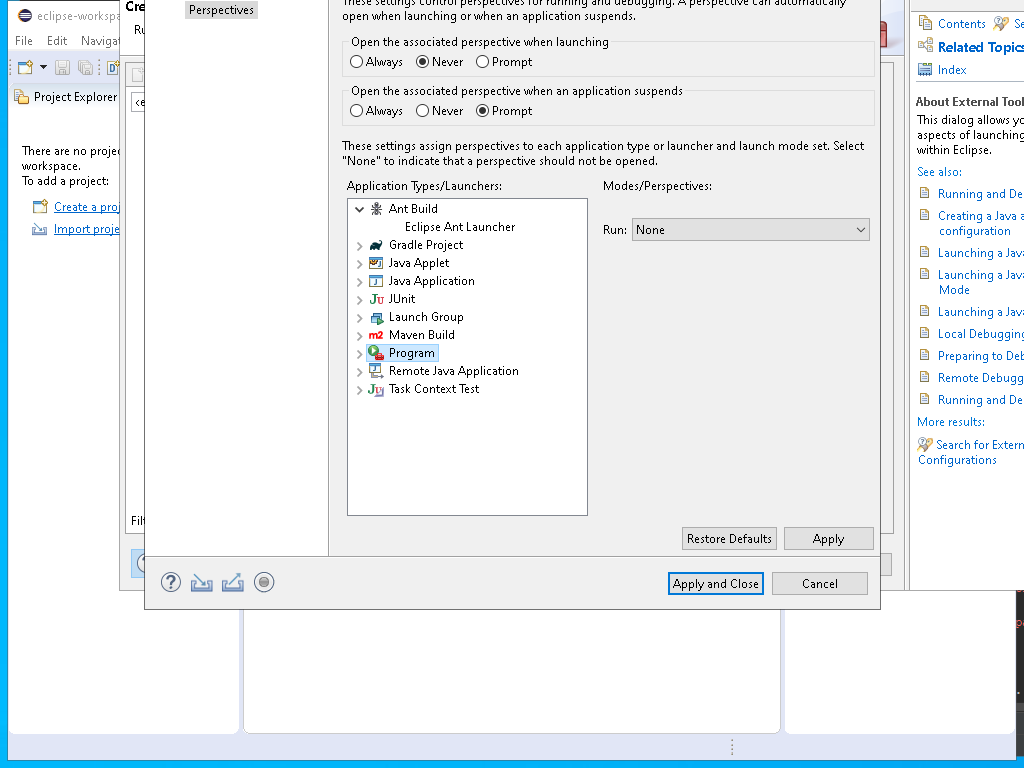 eclipse-workspa
File Edit Navigat
Project Explorer
There are no proje
workspace.
To add a project:
Create a proj
Import proje
Cre
Ru
Filt
Perspectives
These settings control perspectives for running and debugging. A perspective can automatically
open when launching or when an application suspends.
Open the associated perspective when launching
Always Never Prompt
Open the associated perspective when an application suspends
Always Never Prompt
These settings assign perspectives to each application type or launcher and launch mode set. Select
"None" to indicate that a perspective should not be opened.
Application Types/Launchers:
Modes/Perspectives:
Ant Build
Eclipse Ant Launcher
Gradle Project
Java Applet
Java Application
JUnit
Launch Group
Maven Build
Program
Remote Java Application
Task Context Test
Run: None
Restore Defaults Apply
Apply and Close Cancel
Contents Se
Related Topics
Index
About External Tool
This dialog allows yo
aspects of launching
within Eclipse.
See also:
Running and De
Creating a Java a
configuration
Launching a Java
Launching a Java
Mode
Launching a Java
Local Debugging
Preparing to Deb
Remote Debugg
Running and De
More results:
Search for Extern
Configurations